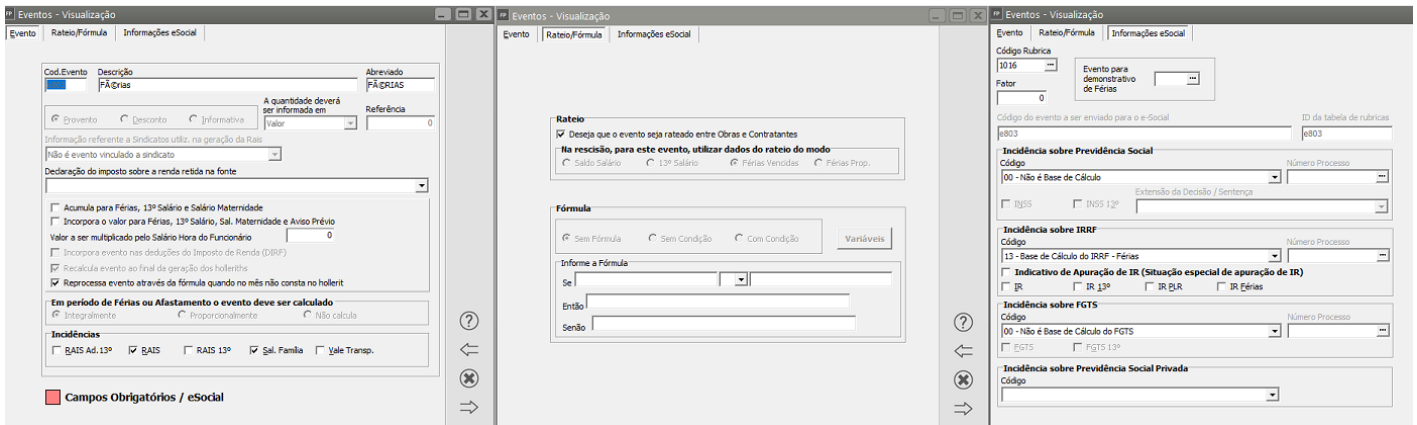 FP Eventos - Visualização
Evento Rateio/Fórmula Informações eSocial
Cod.Evento Descrição Abreviado
FÃ©rias FÃ©RIAS
Provento Desconto Informativa
A quantidade deverá
ser informada em
Valor
Referência
0
Informação referente a Sindicatos utiliz. na geração da Rais
Não é evento vinculado a sindicato
Declaração do imposto sobre a renda retida na fonte
Acumula para Férias, 13º Salário e Salário Maternidade
Incorpora o valor para Férias, 13º Salário, Sal. Maternidade e Aviso Prévio
Valor a ser multiplicado pelo Salário Hora do Funcionário 0
Incorpora evento nas deduções do Imposto de Renda (DIRF)
Recalcula evento ao final da geração dos holleriths
Reprocessa evento através da fórmula quando no mês não consta no hollerit
Em período de Férias ou Afastamento o evento deve ser calculado
Integralmente Proporcionalmente Não calcula
Incidências
RAIS Ad.13º RAIS RAIS 13º Sal. Família Vale Transp.
Campos Obrigatórios / eSocial
FP Eventos - Visualização
Evento Rateio/Fórmula Informações eSocial
Rateio
Deseja que o evento seja rateado entre Obras e Contratantes
Na rescisão, para este evento, utilizar dados do rateio do modo
Saldo Salário 13º Salário Férias Vencidas Férias Prop.
Fórmula
Sem Fórmula Sem Condição Com Condição Variáveis
Informe a Fórmula
Se
Então
Senão
FP Eventos - Visualização
Evento Rateio/Fórmula Informações eSocial
Código Rubrica
1016
Evento para
demonstrativo
de Férias
Fator
0
Código do evento a ser enviado para o e-Social ID da tabela de rubricas
e803 e803
Incidência sobre Previdência Social
Código Número Processo
00 - Não é Base de Cálculo
Extensão da Decisão / Sentença
INSS INSS 13º
Incidência sobre IRRF
Código Número Processo
13 - Base de Cálculo do IRRF - Férias
Indicativo de Apuração de IR (Situação especial de apuração de IR)
IR IR 13º IR PLR IR Férias
Incidência sobre FGTS
Código Número Processo
00 - Não é Base de Cálculo do FGTS
FGTS FGTS 13º
Incidência sobre Previdência Social Privada
Código